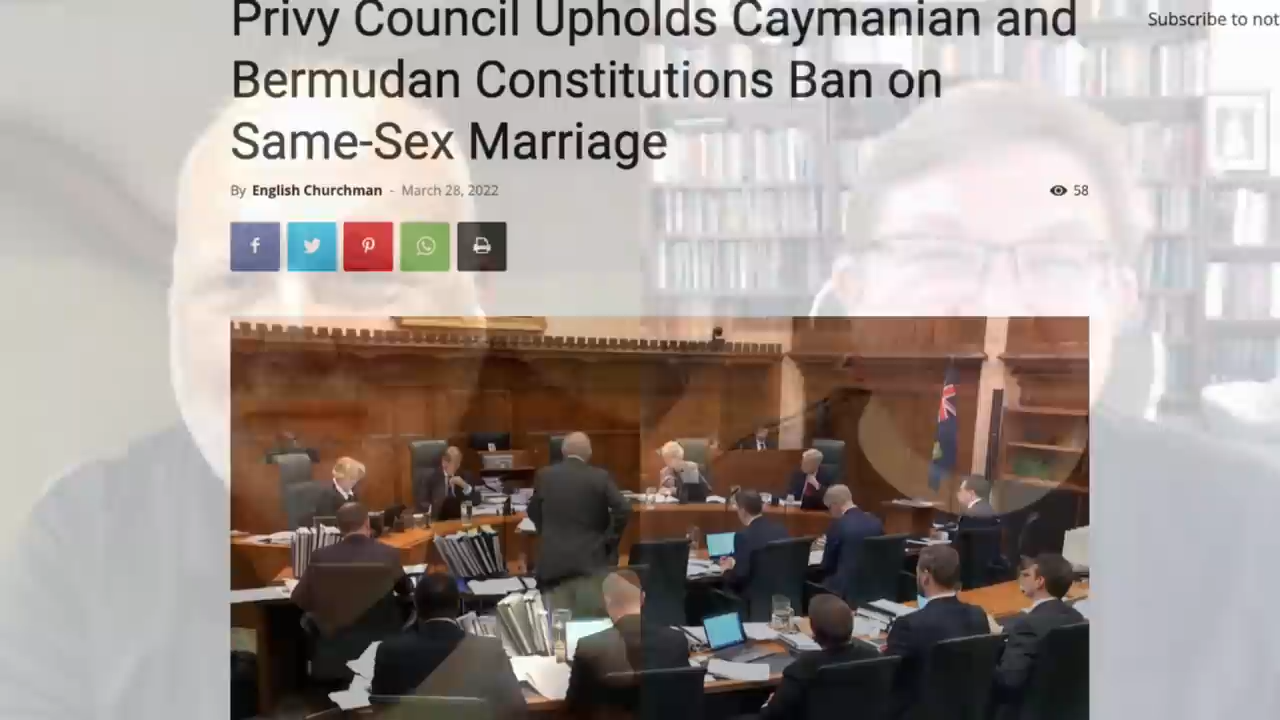 Privy Council Upholds Caymanian and
Subscribe to not
Bermudan Constitutions Ban on
Same-Sex Marriage
By English Churchman - March 28, 2022
58